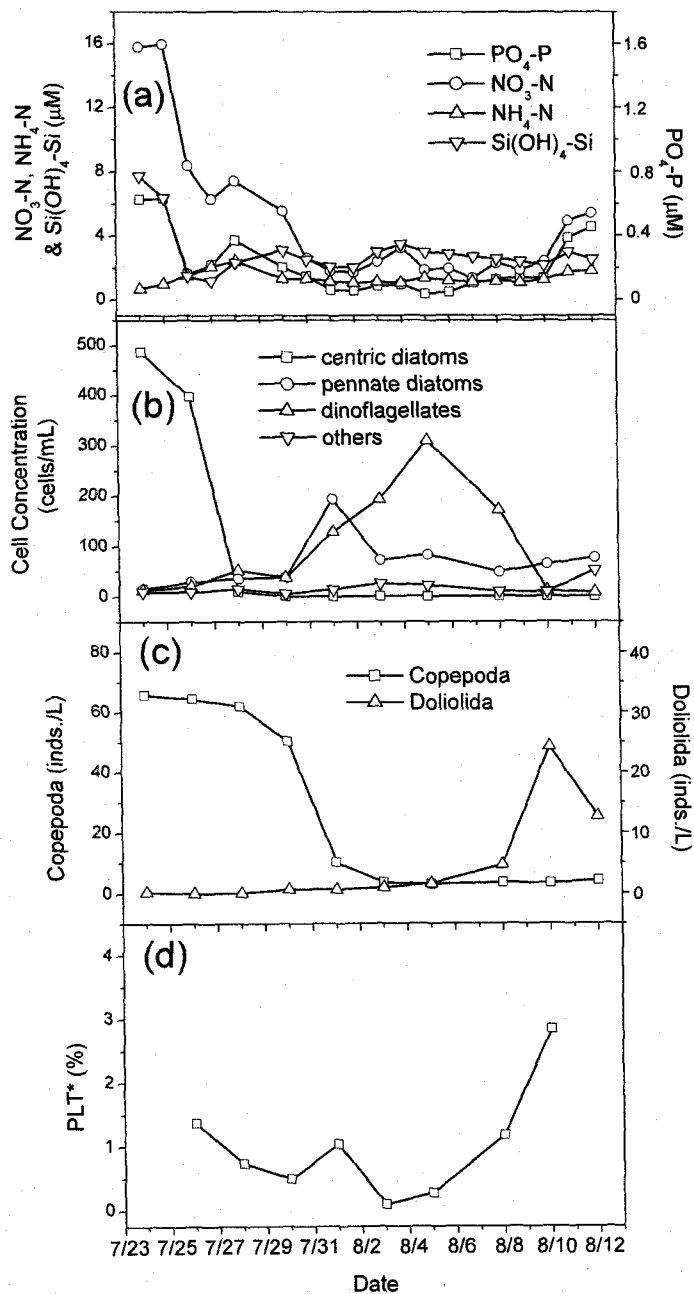 (a)
NO₃-N, NH₄-N
& Si(OH)₄-Si (μM)
16
12
8
4
0
PO₄-P
NO₃-N
NH₄-N
Si(OH)₄-Si
1.6
1.2
0.8
0.4
0
PO₄-P (μM)
(b)
Cell Concentration
(cells/mL)
500
400
300
200
100
0
centric diatoms
pennate diatoms
dinoflagellates
others
(c)
Copepoda (inds./L)
80
60
40
20
0
Copepoda
Doliolida
40
30
20
10
0
Doliolida
(inds./L)
(d)
PLT* (%)
4
3
2
1
0
7/23 7/25 7/27 7/29 7/31 8/2 8/4 8/6 8/8 8/10 8/12
Date